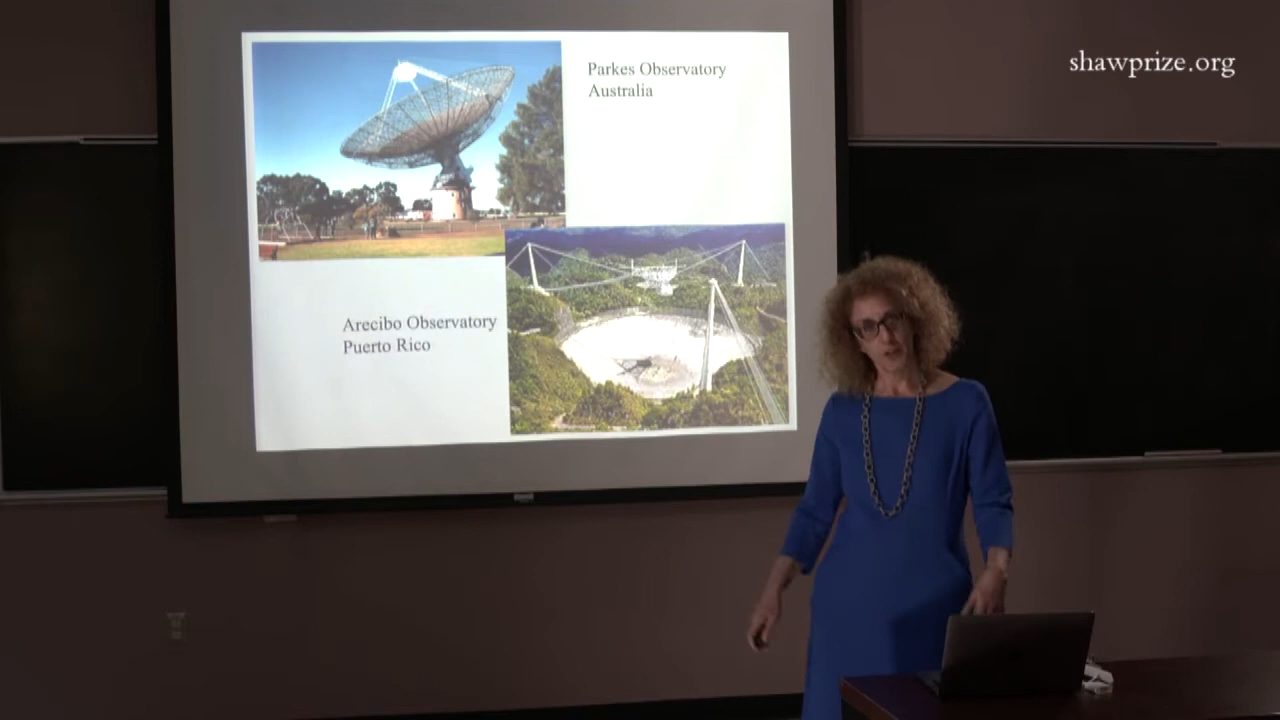 shawprize.org
Parkes Observatory
Australia
Arecibo Observatory
Puerto Rico